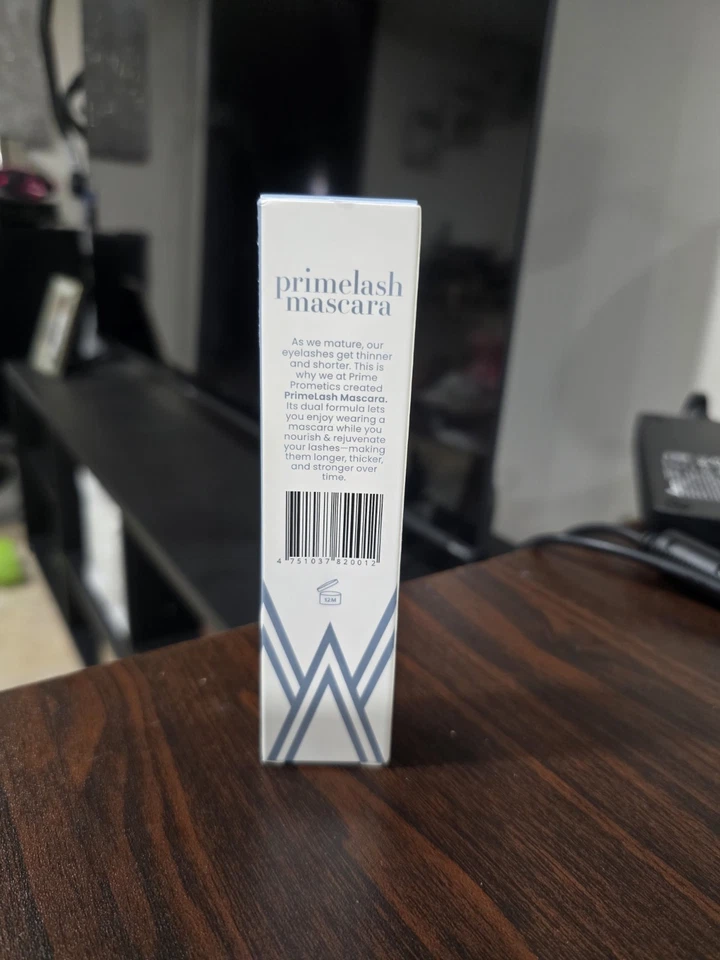 primelash
mascara
As we mature, our
eyelashes get thinner
and shorter. This is
why we at Prime
Prometics created
PrimeLash Mascara.
Its dual formula lets
you enjoy wearing a
mascara while you
nourish & rejuvenate
your lashes—making
them longer, thicker,
and stronger over
time.
4 751037 820012
12M